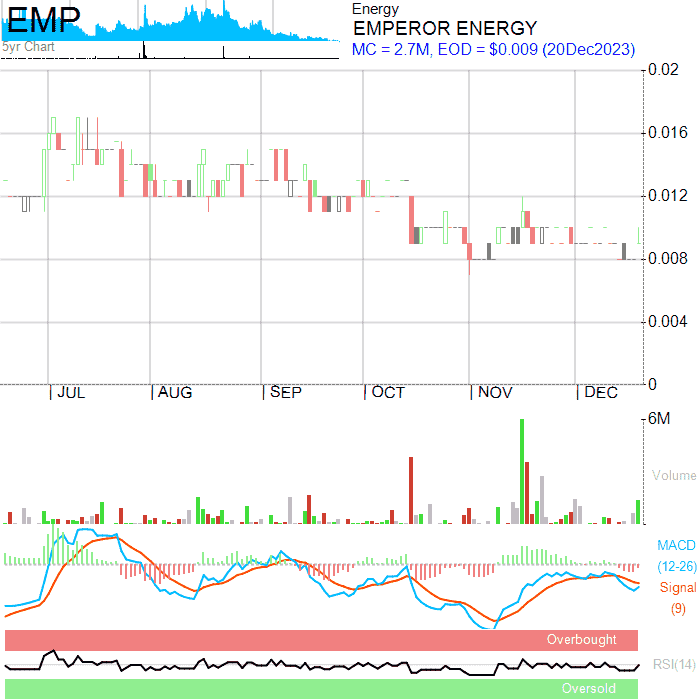 EMP
5yr Chart
Energy
EMPEROR ENERGY
MC = 2.7M, EOD = $0.009 (20Dec2023)
0.02
0.016
0.012
0.008
0.004
0
| JUL | AUG | SEP | OCT | NOV | DEC
6M
Volume
MACD
(12-26)
Signal
(9)
Overbought
RSI(14)
Oversold